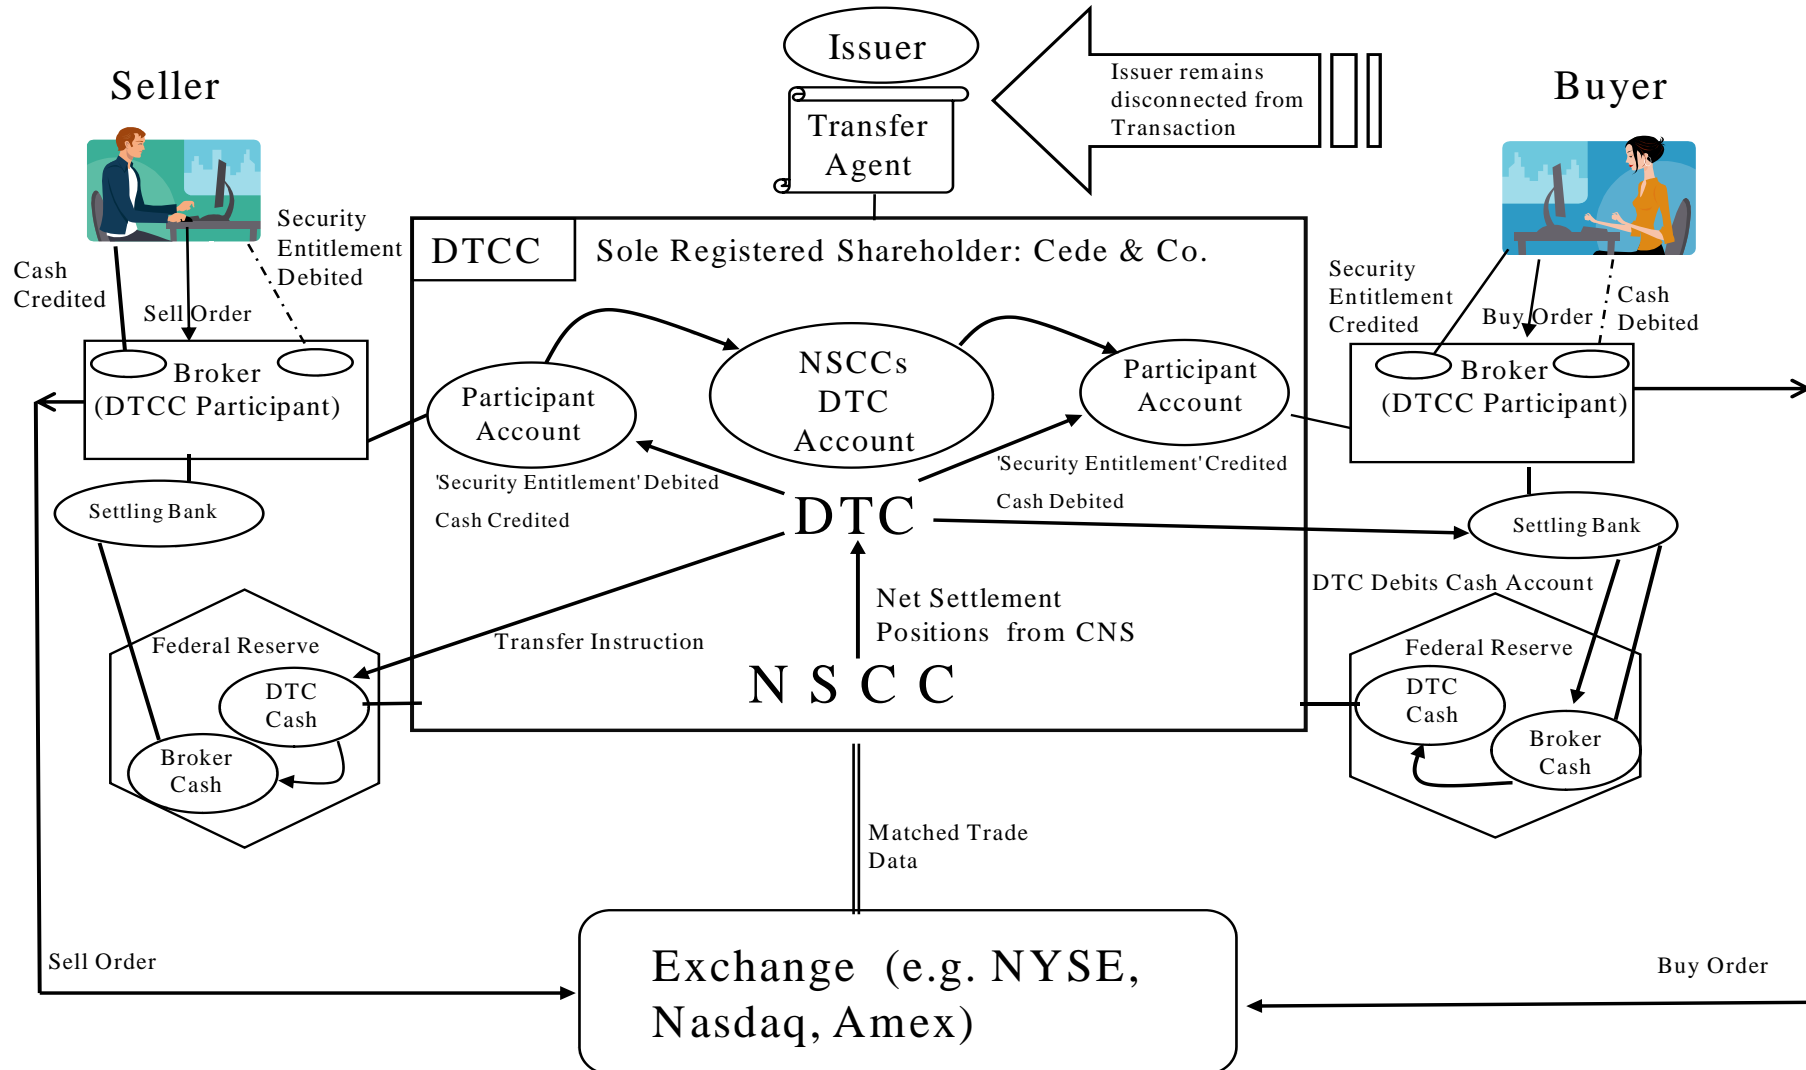 Issuer
Transfer
Agent
Issuer remains
disconnected from
Transaction
Seller
Buyer
Security
Entitlement
Debited
Cash
Credited
Sell Order
Broker
(DTCC Participant)
Settling Bank
DTCC
Sole Registered Shareholder: Cede & Co.
Participant
Account
NSCCs
DTC
Account
Participant
Account
'Security Entitlement' Debited
Cash Credited
'Security Entitlement' Credited
Cash Debited
DTC
Net Settlement
Positions from CNS
Transfer Instruction
N S C C
Security
Entitlement
Credited
Buy Order
Cash
Debited
Broker
(DTCC Participant)
Settling Bank
DTC Debits Cash Account
Federal Reserve
DTC
Cash
Broker
Cash
Federal Reserve
DTC
Cash
Broker
Cash
Matched Trade
Data
Sell Order
Exchange (e.g. NYSE,
Nasdaq, Amex)
Buy Order